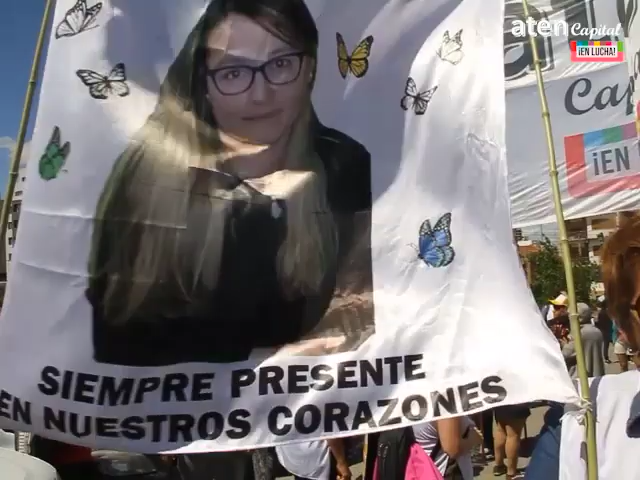 aten Capital
¡EN LUCHA!
Cap
¡EN
SIEMPRE PRESENTE
EN NUESTROS CORAZONES